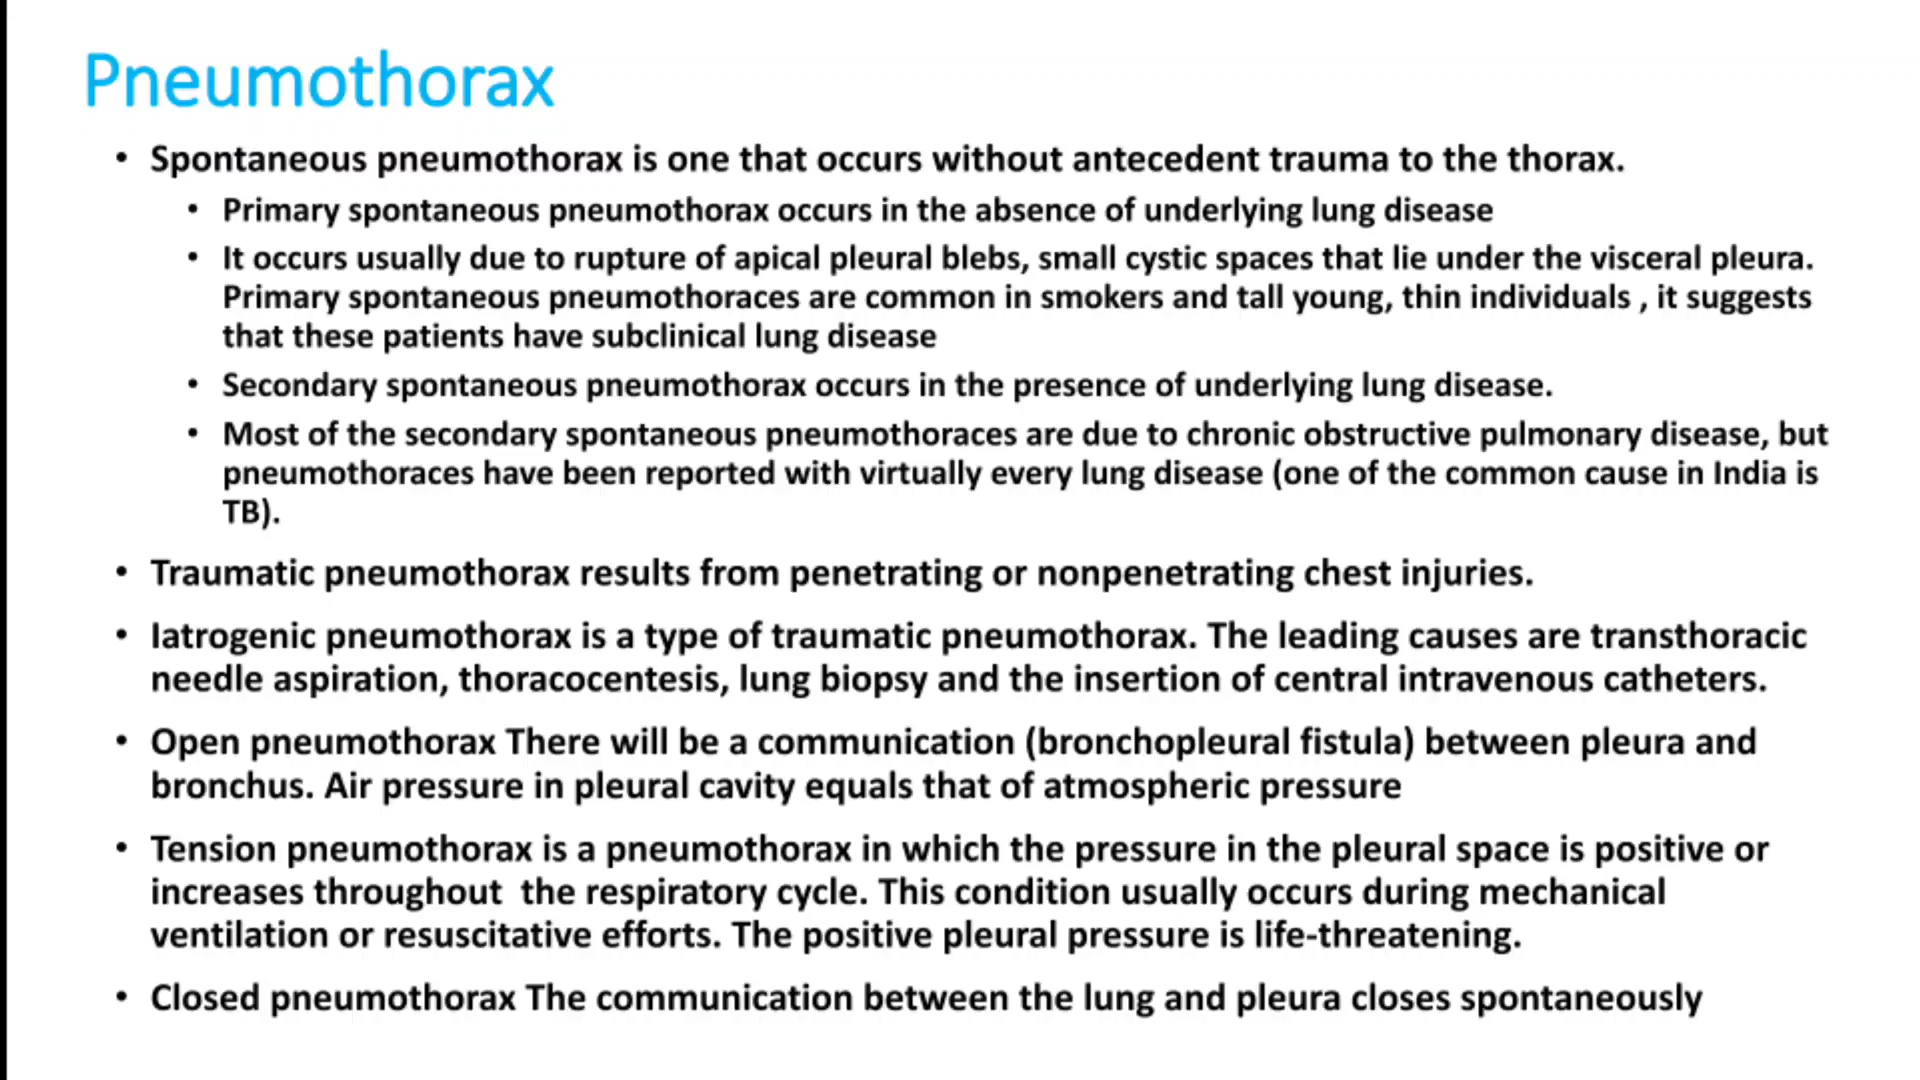 Pneumothorax
• Spontaneous pneumothorax is one that occurs without antecedent trauma to the thorax.
• Primary spontaneous pneumothorax occurs in the absence of underlying lung disease
• It occurs usually due to rupture of apical pleural blebs, small cystic spaces that lie under the visceral pleura.
Primary spontaneous pneumothoraces are common in smokers and tall young, thin individuals , it suggests
that these patients have subclinical lung disease
• Secondary spontaneous pneumothorax occurs in the presence of underlying lung disease.
• Most of the secondary spontaneous pneumothoraces are due to chronic obstructive pulmonary disease, but
pneumothoraces have been reported with virtually every lung disease (one of the common cause in India is
TB).
• Traumatic pneumothorax results from penetrating or nonpenetrating chest injuries.
• Iatrogenic pneumothorax is a type of traumatic pneumothorax. The leading causes are transthoracic
needle aspiration, thoracocentesis, lung biopsy and the insertion of central intravenous catheters.
• Open pneumothorax There will be a communication (bronchopleural fistula) between pleura and
bronchus. Air pressure in pleural cavity equals that of atmospheric pressure
• Tension pneumothorax is a pneumothorax in which the pressure in the pleural space is positive or
increases throughout  the respiratory cycle. This condition usually occurs during mechanical
ventilation or resuscitative efforts. The positive pleural pressure is life-threatening.
• Closed pneumothorax The communication between the lung and pleura closes spontaneously